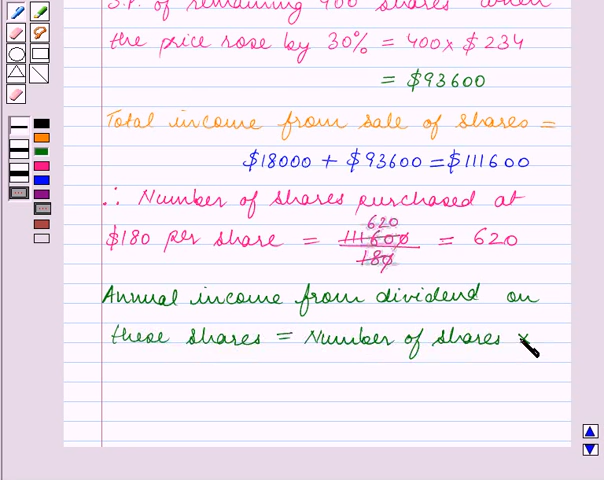 S.P. of remaining 400 shares when
the price rose by 30% = 400x $234
= $93600
Total income from sale of shares =
$18000 + $93600 = $111600
∴ Number of shares purchased at
620
$180 per share = 111600/180 = 620
Annual income from dividend on
these shares = Number of shares x